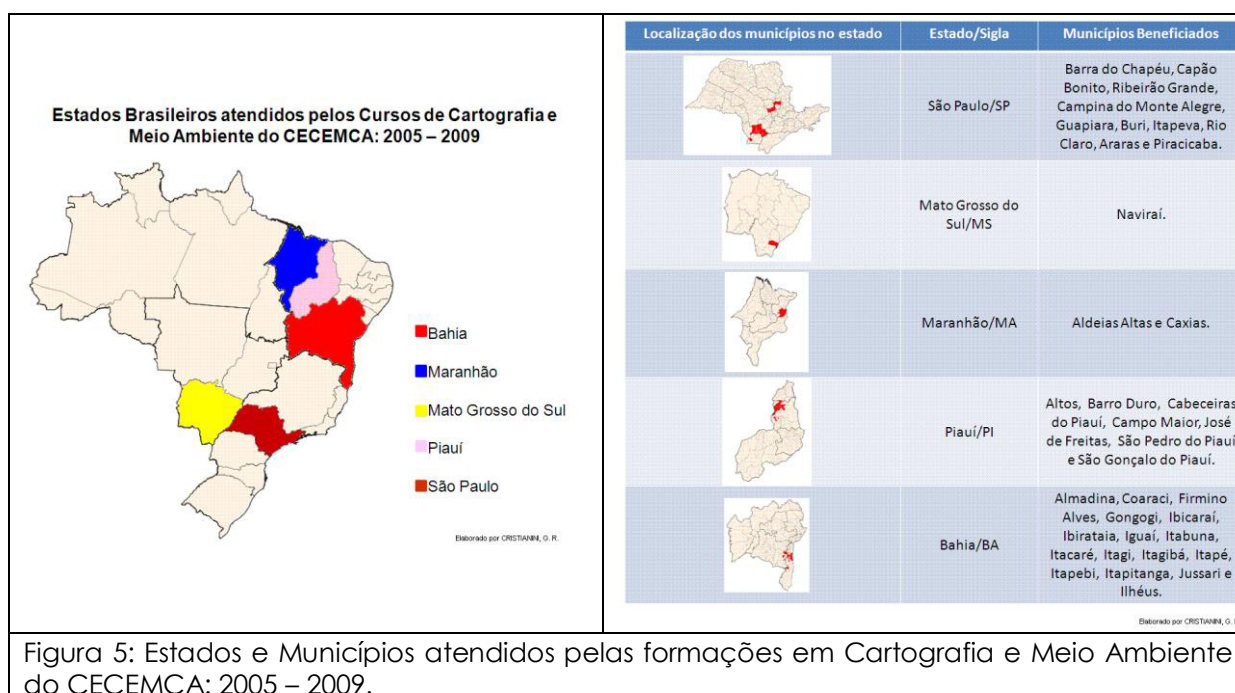 Estados Brasileiros atendidos pelos Cursos de Cartografia e
Meio Ambiente do CECEMCA: 2005 – 2009
Bahia
Maranhão
Mato Grosso do Sul
Piauí
São Paulo
Elaborado por CRISTIANINI, G. R.
Localização dos municípios no estado
Estado/Sigla
Municípios Beneficiados
São Paulo/SP
Barra do Chapéu, Capão
Bonito, Ribeirão Grande,
Campina do Monte Alegre,
Guapiara, Buri, Itapeva, Rio
Claro, Araras e Piracicaba.
Mato Grosso do
Sul/MS
Naviraí.
Maranhão/MA
Aldeias Altas e Caxias.
Piauí/PI
Altos, Barro Duro, Cabeceiras
do Piauí, Campo Maior, José
de Freitas, São Pedro do Piauí
e São Gonçalo do Piauí.
Bahia/BA
Almadina, Coaraci, Firmino
Alves, Gongogi, Ibicaraí,
Ibirataia, Iguaí, Itabuna,
Itacaré, Itagi, Itagibá, Itapé,
Itapebi, Itapitanga, Jussari e
Ilhéus.
Elaborado por CRISTIANINI, G.
Figura 5: Estados e Municípios atendidos pelas formações em Cartografia e Meio Ambiente
do CECEMCA: 2005 – 2009.